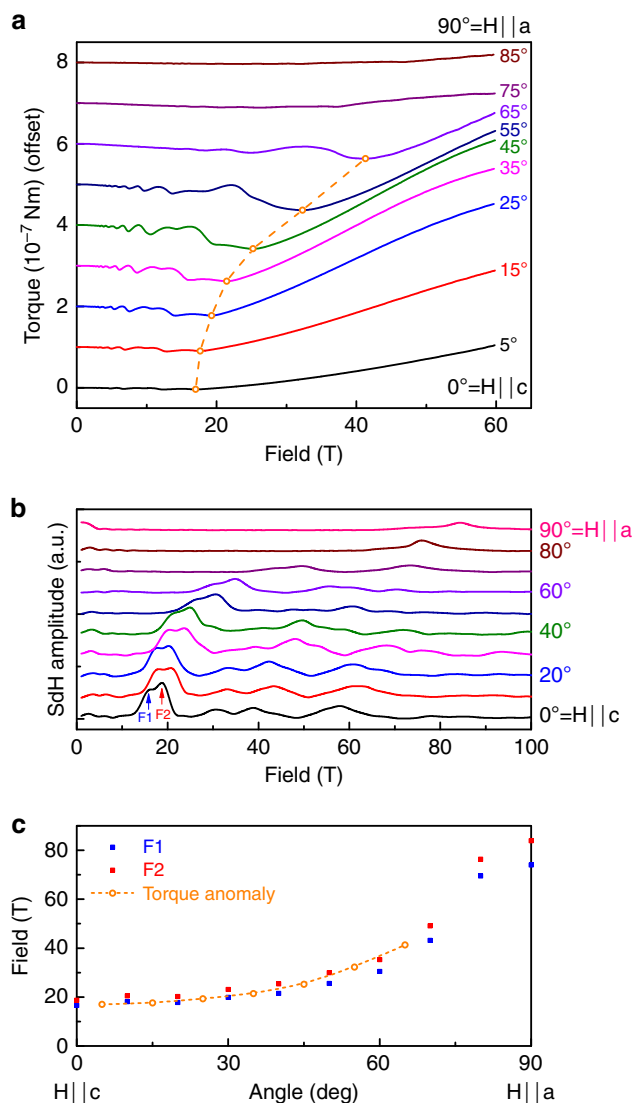 a
90°=H||a
8
85°
75°
6
65°
55°
45°
4
35°
25°
2
15°
5°
0
0°=H||c
Torque (10⁻⁷ Nm) (offset)
0 20 40 60
Field (T)
b
90°=H||a
80°
60°
40°
20°
0°=H||c
F1 F2
SdH amplitude (a.u.)
0 20 40 60 80 100
Field (T)
c
F1
F2
Torque anomaly
80
60
40
20
0
Field (T)
0 30 60 90
H||c Angle (deg) H||a